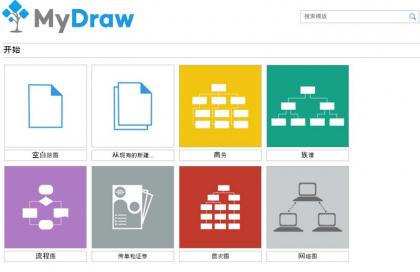 MyDraw
搜索模版
开始
空白绘图
从现有的新建...
商务
族谱
流程图
传单和证卷
层次图
网络图